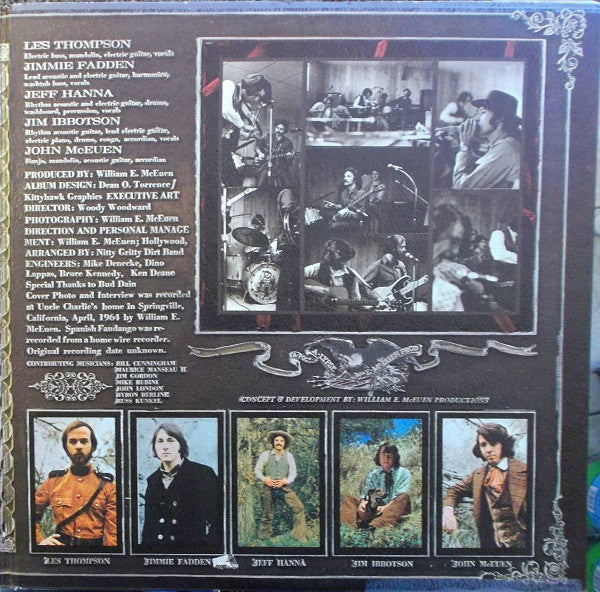 LES THOMPSON
Electric bass, mandolin, electric guitar, vocals
JIMMIE FADDEN
Lead acoustic and electric guitar, harmonica,
washtub bass, vocals
JEFF HANNA
Rhythm acoustic and electric guitar, drums,
washboard, percussion, vocals
JIM IBBOTSON
Rhythm acoustic guitar, lead electric guitar,
electric piano, drums, conga, accordian, vocals
JOHN McEUEN
Banjo, mandolin, acoustic guitar, accordian
PRODUCED BY: William E. McEuen
ALBUM DESIGN: Dean O. Torrence/
Kittyhawk Graphics EXECUTIVE ART
DIRECTOR: Woody Woodward
PHOTOGRAPHY: William E. McEuen
DIRECTION AND PERSONAL MANAGE
MENT: William E. McEuen; Hollywood,
ARRANGED BY: Nitty Gritty Dirt Band
ENGINEERS: Mike Denecke, Dino
Lappas, Bruce Kennedy, Ken Deane
Special Thanks to Bud Dain
Cover Photo and Interview was recorded
at Uncle Charlie's home In Springville,
California, April, 1964 by William E.
McEuen. Spanish Fandango was re-
recorded from a home wire recorder.
Original recording date unknown.
CONTRIBUTING MUSICIANS: BILL CUNNINGHAM
MAURICE MANSEAU II
JIM GORDON
MIKE RUBINI
JOHN LONDON
BYRON BERLINE
RUSS KUNKEL
CONCEPT & DEVELOPMENT BY: WILLIAM E. McEUEN PRODUCTIONS
LES THOMPSON
JIMMIE FADDEN
JEFF HANNA
JIM IBBOTSON
JOHN McEUEN